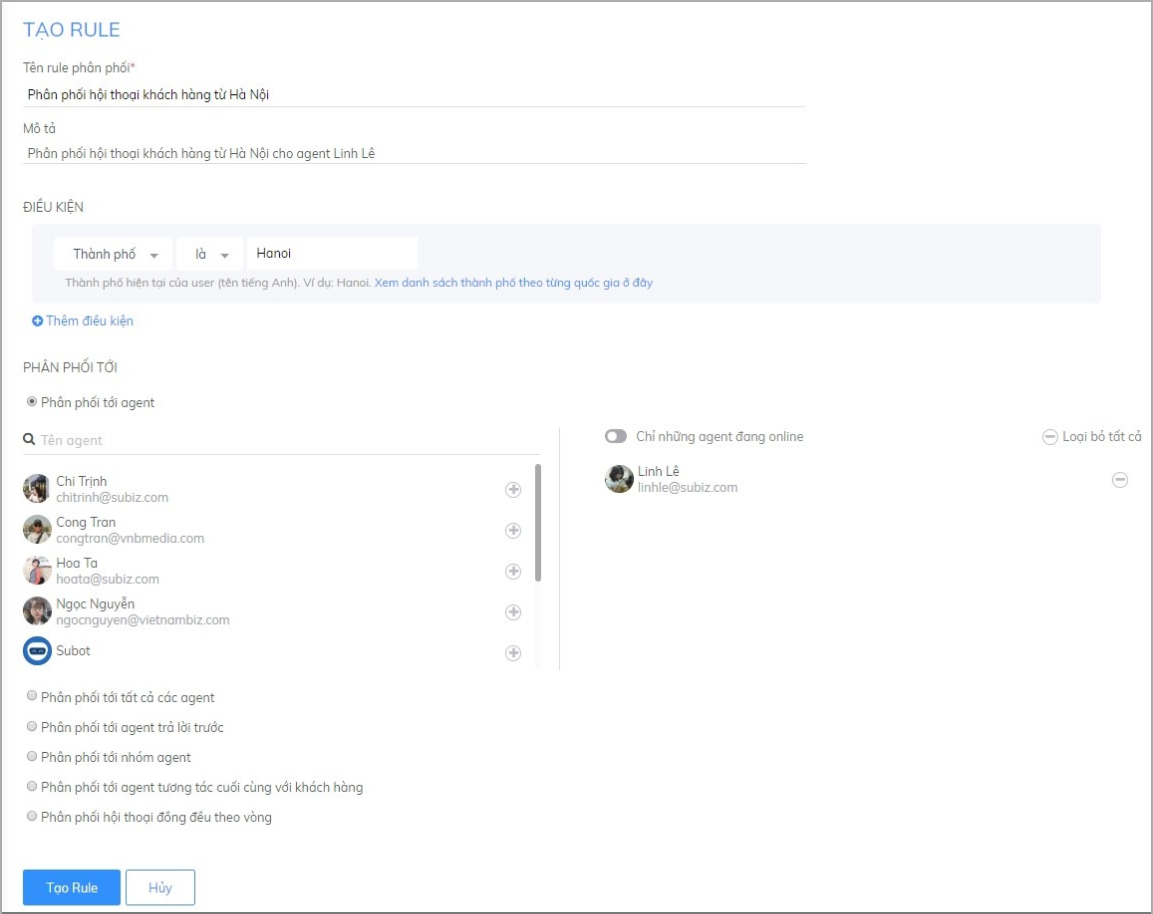 TẠO RULE
Tên rule phân phối*
Phân phối hội thoại khách hàng từ Hà Nội
Mô tả
Phân phối hội thoại khách hàng từ Hà Nội cho agent Linh Lê
ĐIỀU KIỆN
Thành phố là Hanoi
Thành phố hiện tại của user (tên tiếng Anh). Ví dụ: Hanoi. Xem danh sách thành phố theo từng quốc gia ở đây
Thêm điều kiện
PHÂN PHỐI TỚI
Phân phối tới agent
Tên agent
Chi Trịnh
chitrinh@subiz.com
Cong Tran
congtran@vnbmedia.com
Hoa Ta
hoata@subiz.com
Ngọc Nguyễn
ngocnguyen@vietnambiz.com
Subot
Chỉ những agent đang online
Loại bỏ tất cả
Linh Lê
linhle@subiz.com
Phân phối tới tất cả các agent
Phân phối tới agent trả lời trước
Phân phối tới nhóm agent
Phân phối tới agent tương tác cuối cùng với khách hàng
Phân phối hội thoại đồng đều theo vòng
Tạo Rule
Hủy